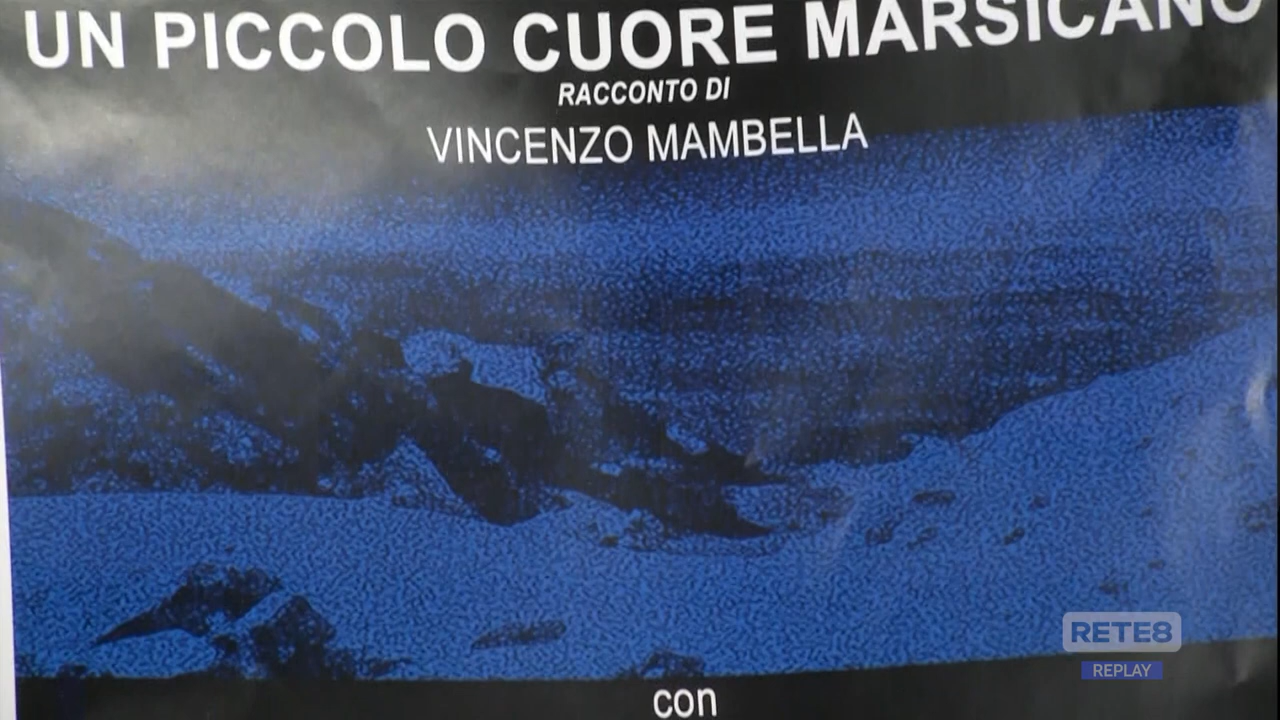 UN PICCOLO CUORE MARSICANO
RACCONTO DI
VINCENZO MAMBELLA
con
RETE8
REPLAY